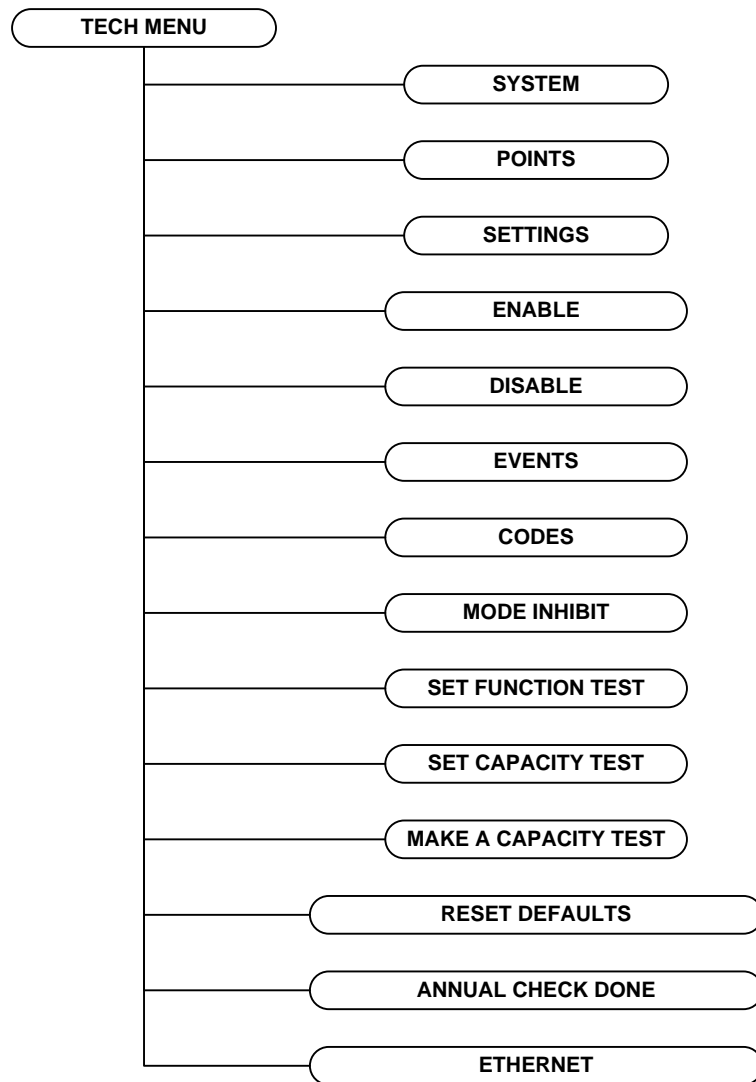 TECH MENU
SYSTEM
POINTS
SETTINGS
ENABLE
DISABLE
EVENTS
CODES
MODE INHIBIT
SET FUNCTION TEST
SET CAPACITY TEST
MAKE A CAPACITY TEST
RESET DEFAULTS
ANNUAL CHECK DONE
ETHERNET